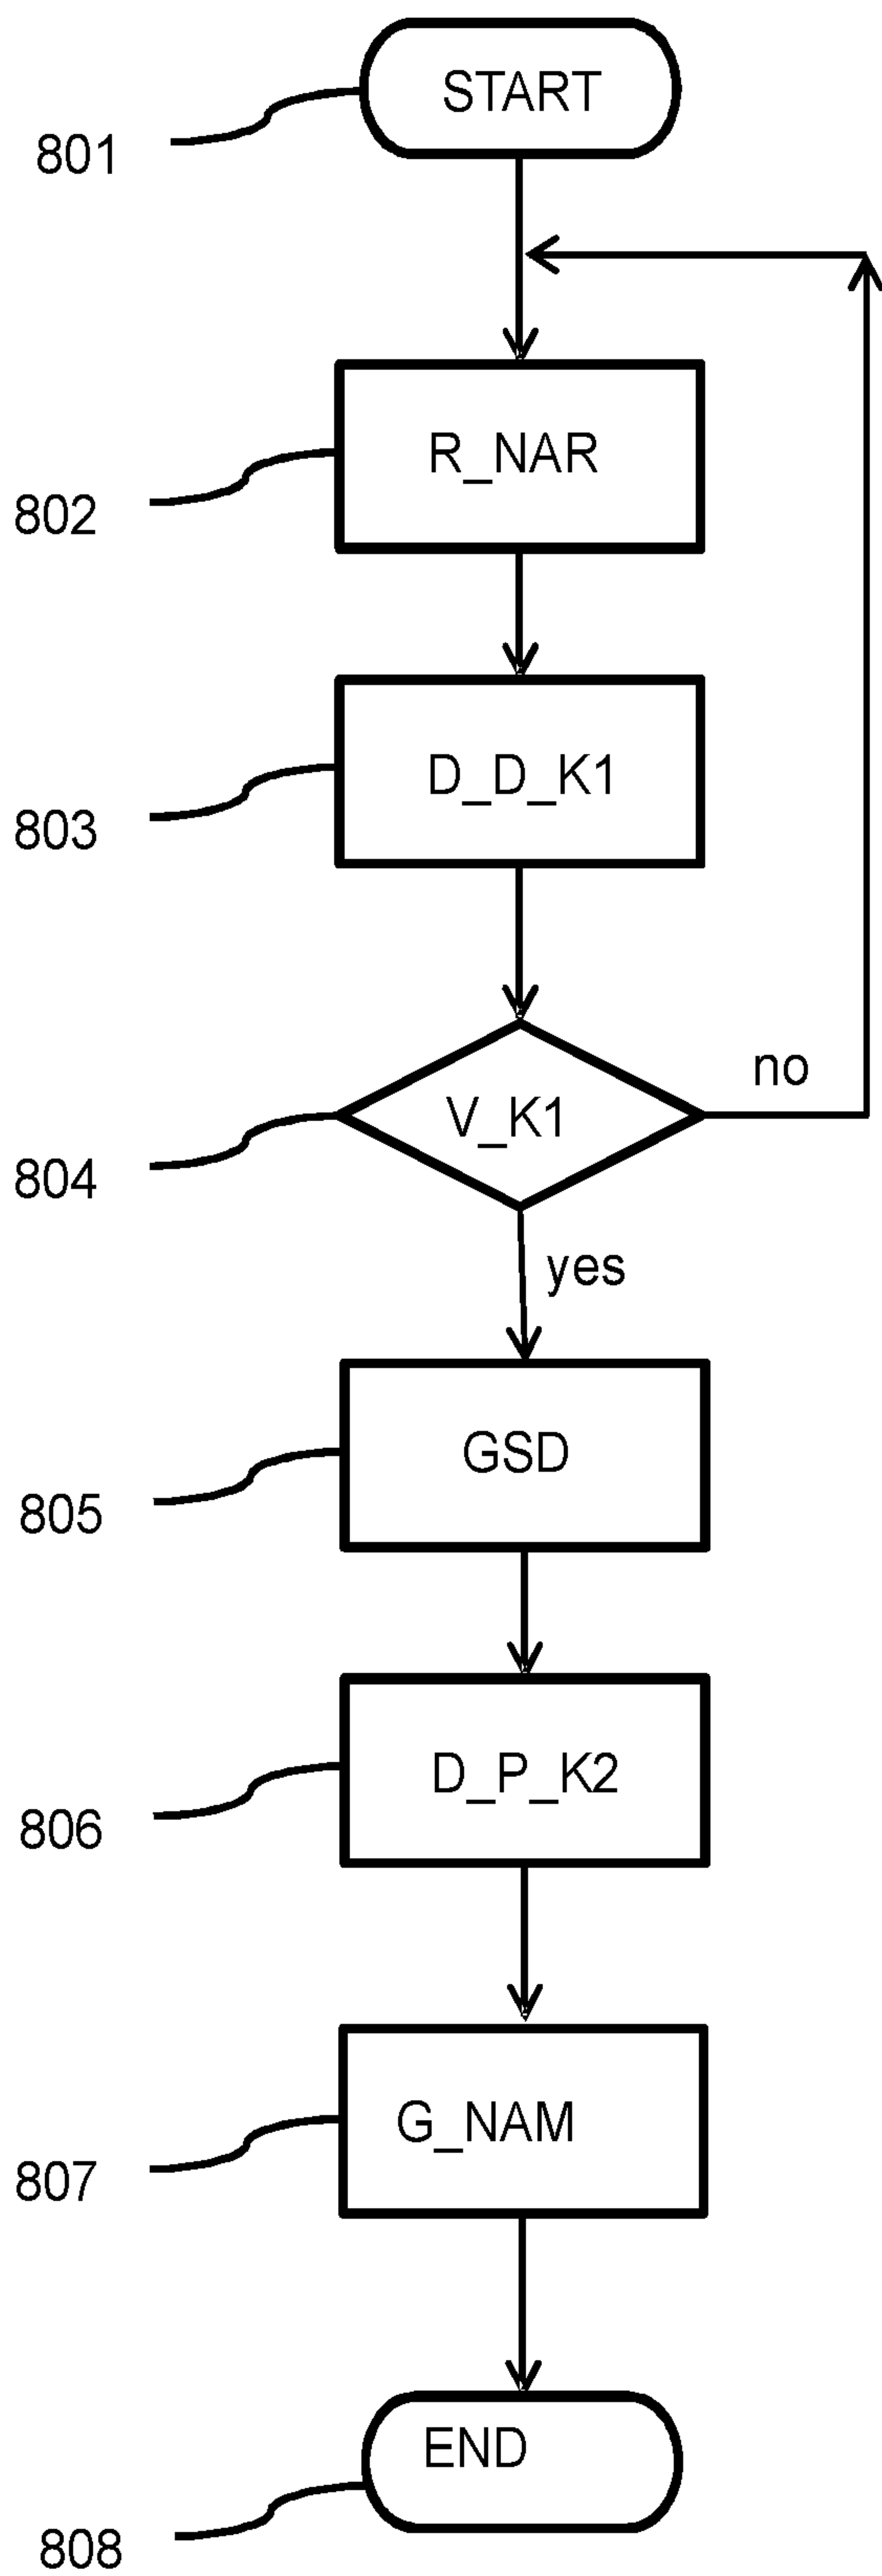 START
801
R_NAR
802
D_D_K1
803
no
V_K1
804
yes
GSD
805
D_P_K2
806
G_NAM
807
END
808